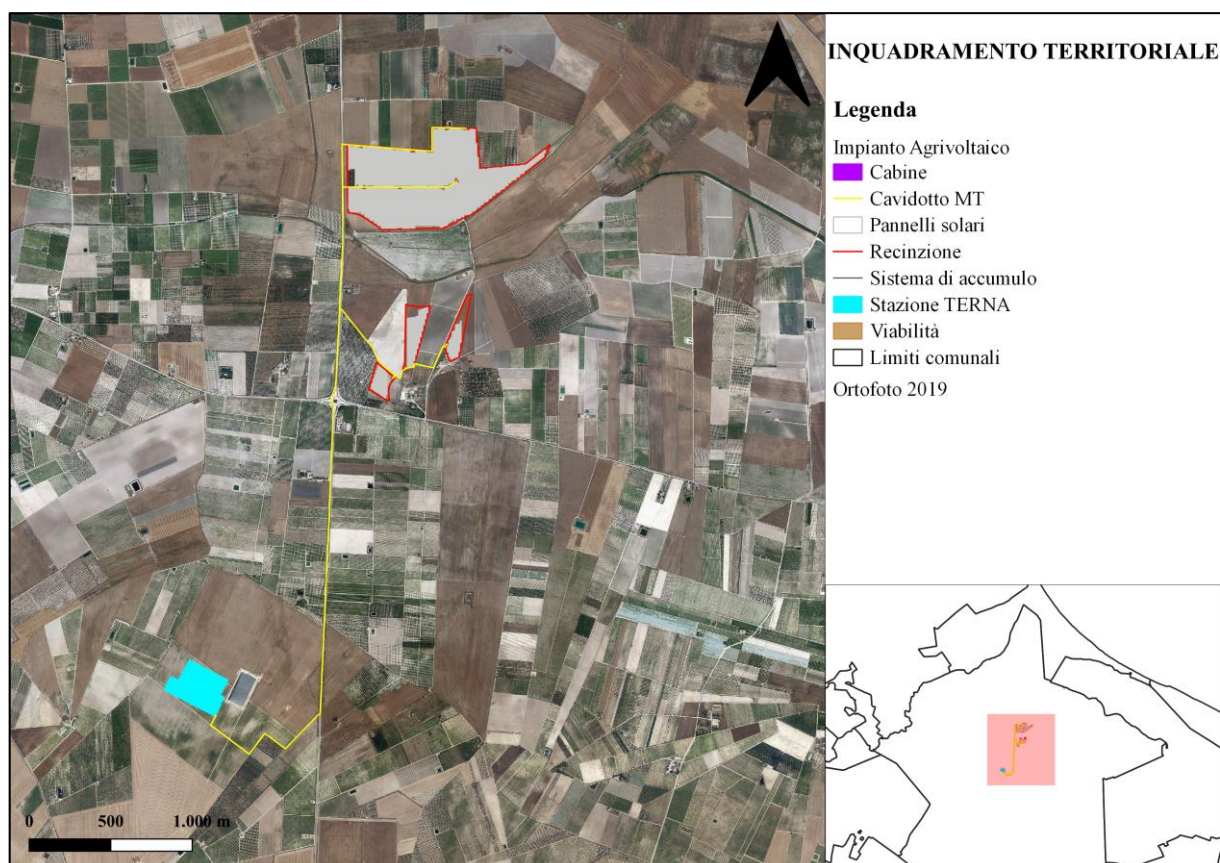 INQUADRAMENTO TERRITORIALE
Legenda
Impianto Agrivoltaico
Cabine
Cavidotto MT
Pannelli solari
Recinzione
Sistema di accumulo
Stazione TERNA
Viabilità
Limiti comunali
Ortofoto 2019
0 500 1.000 m